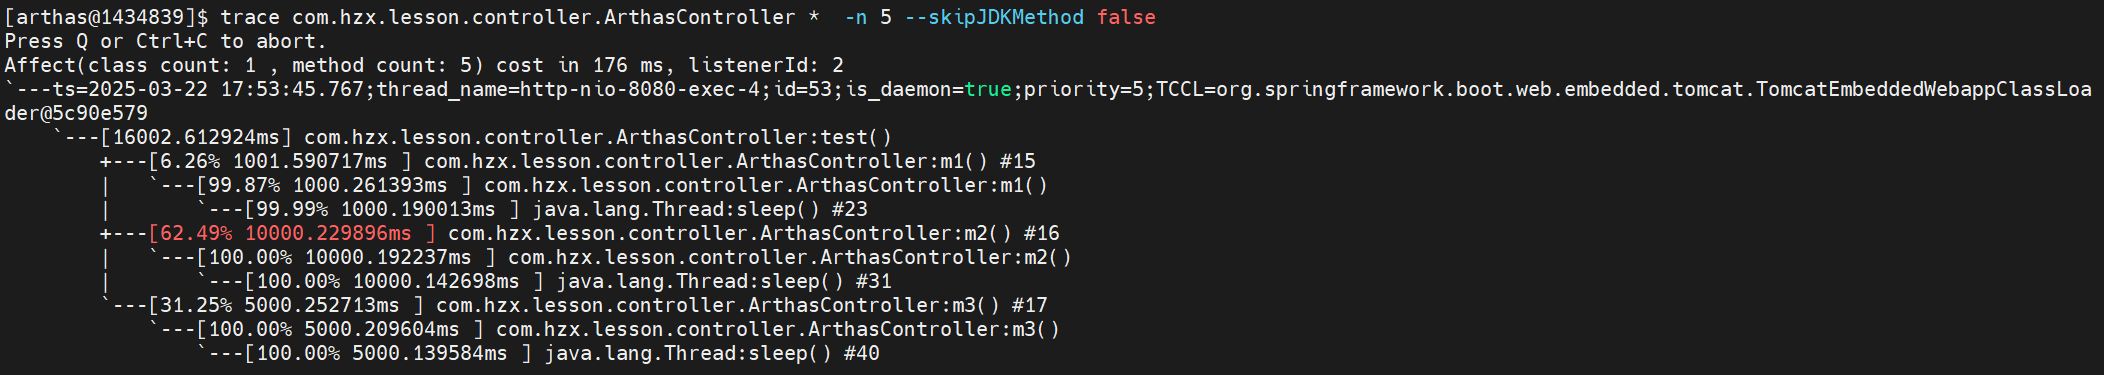 [arthas@1434839]$ trace com.hzx.lesson.controller.ArthasController *  -n 5 --skipJDKMethod false
Press Q or Ctrl+C to abort.
Affect(class count: 1 , method count: 5) cost in 176 ms, listenerId: 2
`---ts=2025-03-22 17:53:45.767;thread_name=http-nio-8080-exec-4;id=53;is_daemon=true;priority=5;TCCL=org.springframework.boot.web.embedded.tomcat.TomcatEmbeddedWebappClassLoa
der@5c90e579
    `---[16002.612924ms] com.hzx.lesson.controller.ArthasController:test()
        +---[6.26% 1001.590717ms ] com.hzx.lesson.controller.ArthasController:m1() #15
        |   `---[99.87% 1000.261393ms ] com.hzx.lesson.controller.ArthasController:m1()
        |       `---[99.99% 1000.190013ms ] java.lang.Thread:sleep() #23
        +---[62.49% 10000.229896ms ] com.hzx.lesson.controller.ArthasController:m2() #16
        |   `---[100.00% 10000.192237ms ] com.hzx.lesson.controller.ArthasController:m2()
        |       `---[100.00% 10000.142698ms ] java.lang.Thread:sleep() #31
        `---[31.25% 5000.252713ms ] com.hzx.lesson.controller.ArthasController:m3() #17
            `---[100.00% 5000.209604ms ] com.hzx.lesson.controller.ArthasController:m3()
                `---[100.00% 5000.139584ms ] java.lang.Thread:sleep() #40